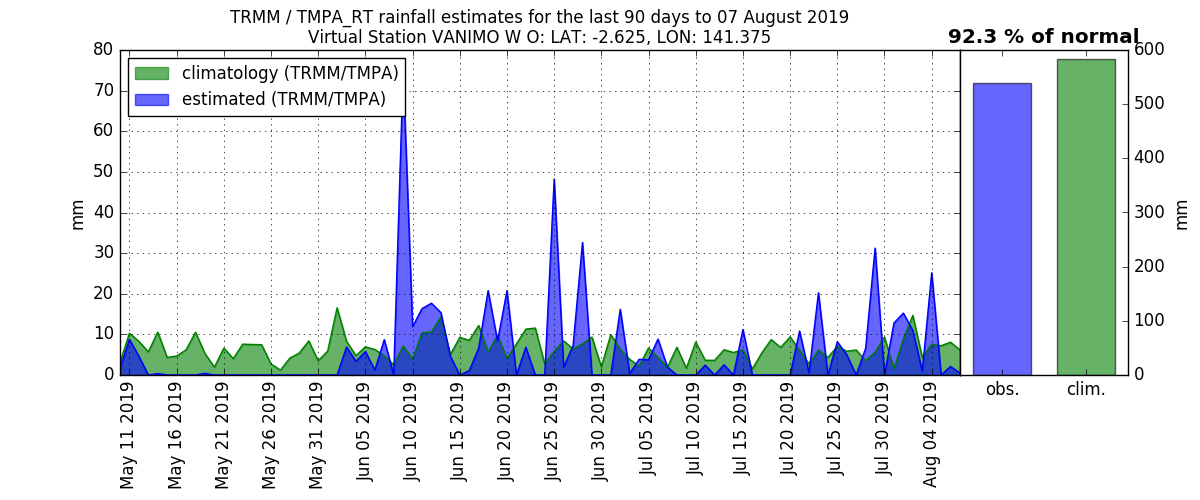 TRMM / TMPA_RT rainfall estimates for the last 90 days to 07 August 2019
Virtual Station VANIMO W O: LAT: -2.625, LON: 141.375
92.3 % of normal
climatology (TRMM/TMPA)
estimated (TRMM/TMPA)
80
70
60
50
40
30
20
10
0
mm
May 11 2019
May 16 2019
May 21 2019
May 26 2019
May 31 2019
Jun 05 2019
Jun 10 2019
Jun 15 2019
Jun 20 2019
Jun 25 2019
Jun 30 2019
Jul 05 2019
Jul 10 2019
Jul 15 2019
Jul 20 2019
Jul 25 2019
Jul 30 2019
Aug 04 2019
obs.
clim.
600
500
400
300
200
100
0
mm